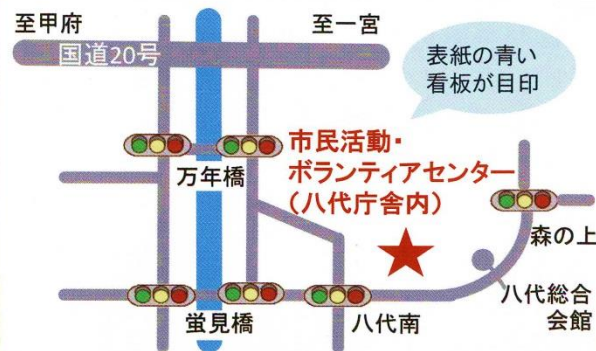 至甲府
至一宮
国道20号
表紙の青い
看板が目印
市民活動・
ボランティアセンター
(八代庁舎内)
万年橋
森の上
八代総合
会館
蛍見橋
八代南